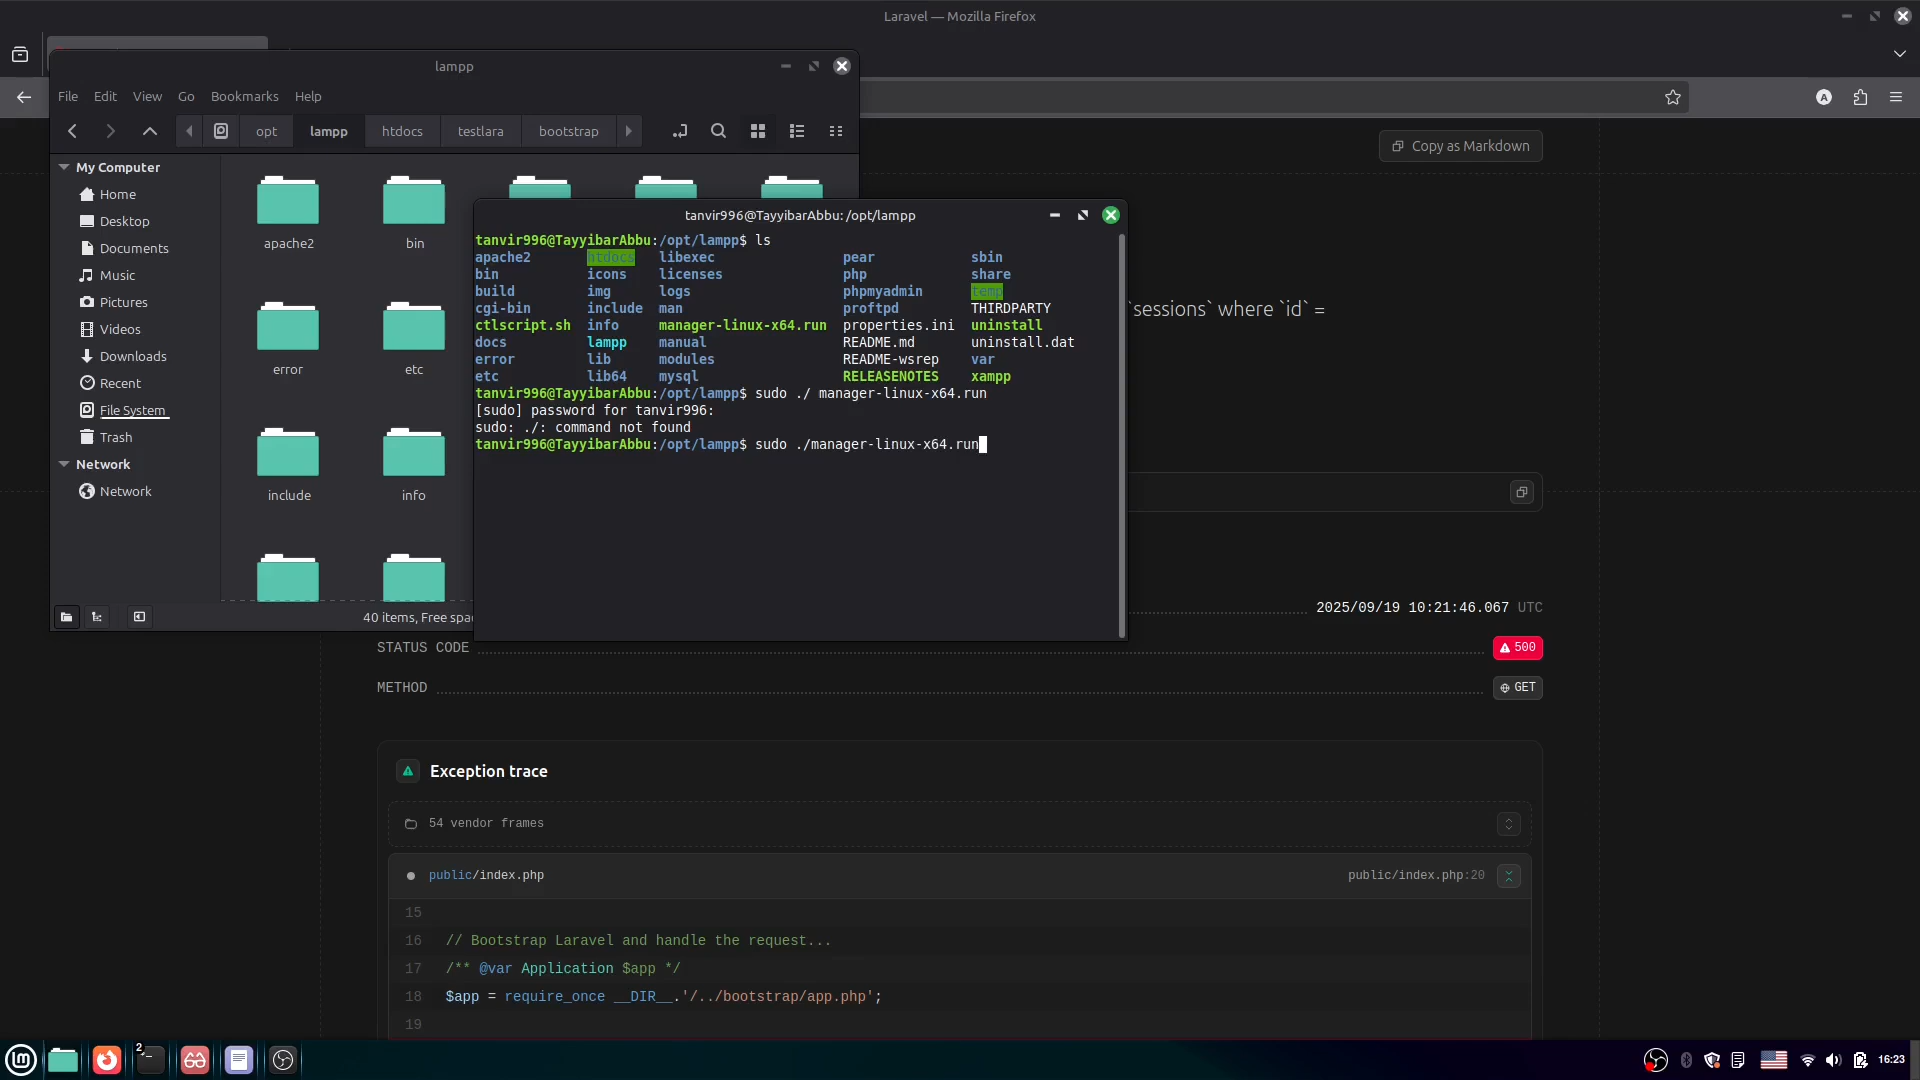 Laravel — Mozilla Firefox
lampp
File Edit View Go Bookmarks Help
opt lampp htdocs testlara bootstrap
Copy as Markdown
My Computer
Home
Desktop
Documents
Music
Pictures
Videos
Downloads
Recent
File System
Trash
Network
Network
apache2 bin
error etc
include info
40 items, Free spac
tanvir996@TayyibarAbbu: /opt/lampp
tanvir996@TayyibarAbbu:/opt/lampp$ ls
apache2 htdocs libexec pear sbin
bin icons licenses php share
build img logs phpmyadmin temp
cgi-bin include man proftpd THIRDPARTY
ctlscript.sh info manager-linux-x64.run properties.ini uninstall
docs lampp manual README.md uninstall.dat
error lib modules README-wsrep var
etc lib64 mysql RELEASENOTES xampp
tanvir996@TayyibarAbbu:/opt/lampp$ sudo ./ manager-linux-x64.run
[sudo] password for tanvir996:
sudo: ./: command not found
tanvir996@TayyibarAbbu:/opt/lampp$ sudo ./manager-linux-x64.run
`sessions` where `id` =
2025/09/19 10:21:46.067 UTC
STATUS CODE 500
METHOD GET
Exception trace
54 vendor frames
public/index.php public/index.php:20
15
16 // Bootstrap Laravel and handle the request...
17 /** @var Application $app */
18 $app = require_once __DIR__.'/../bootstrap/app.php';
19
2
16:23